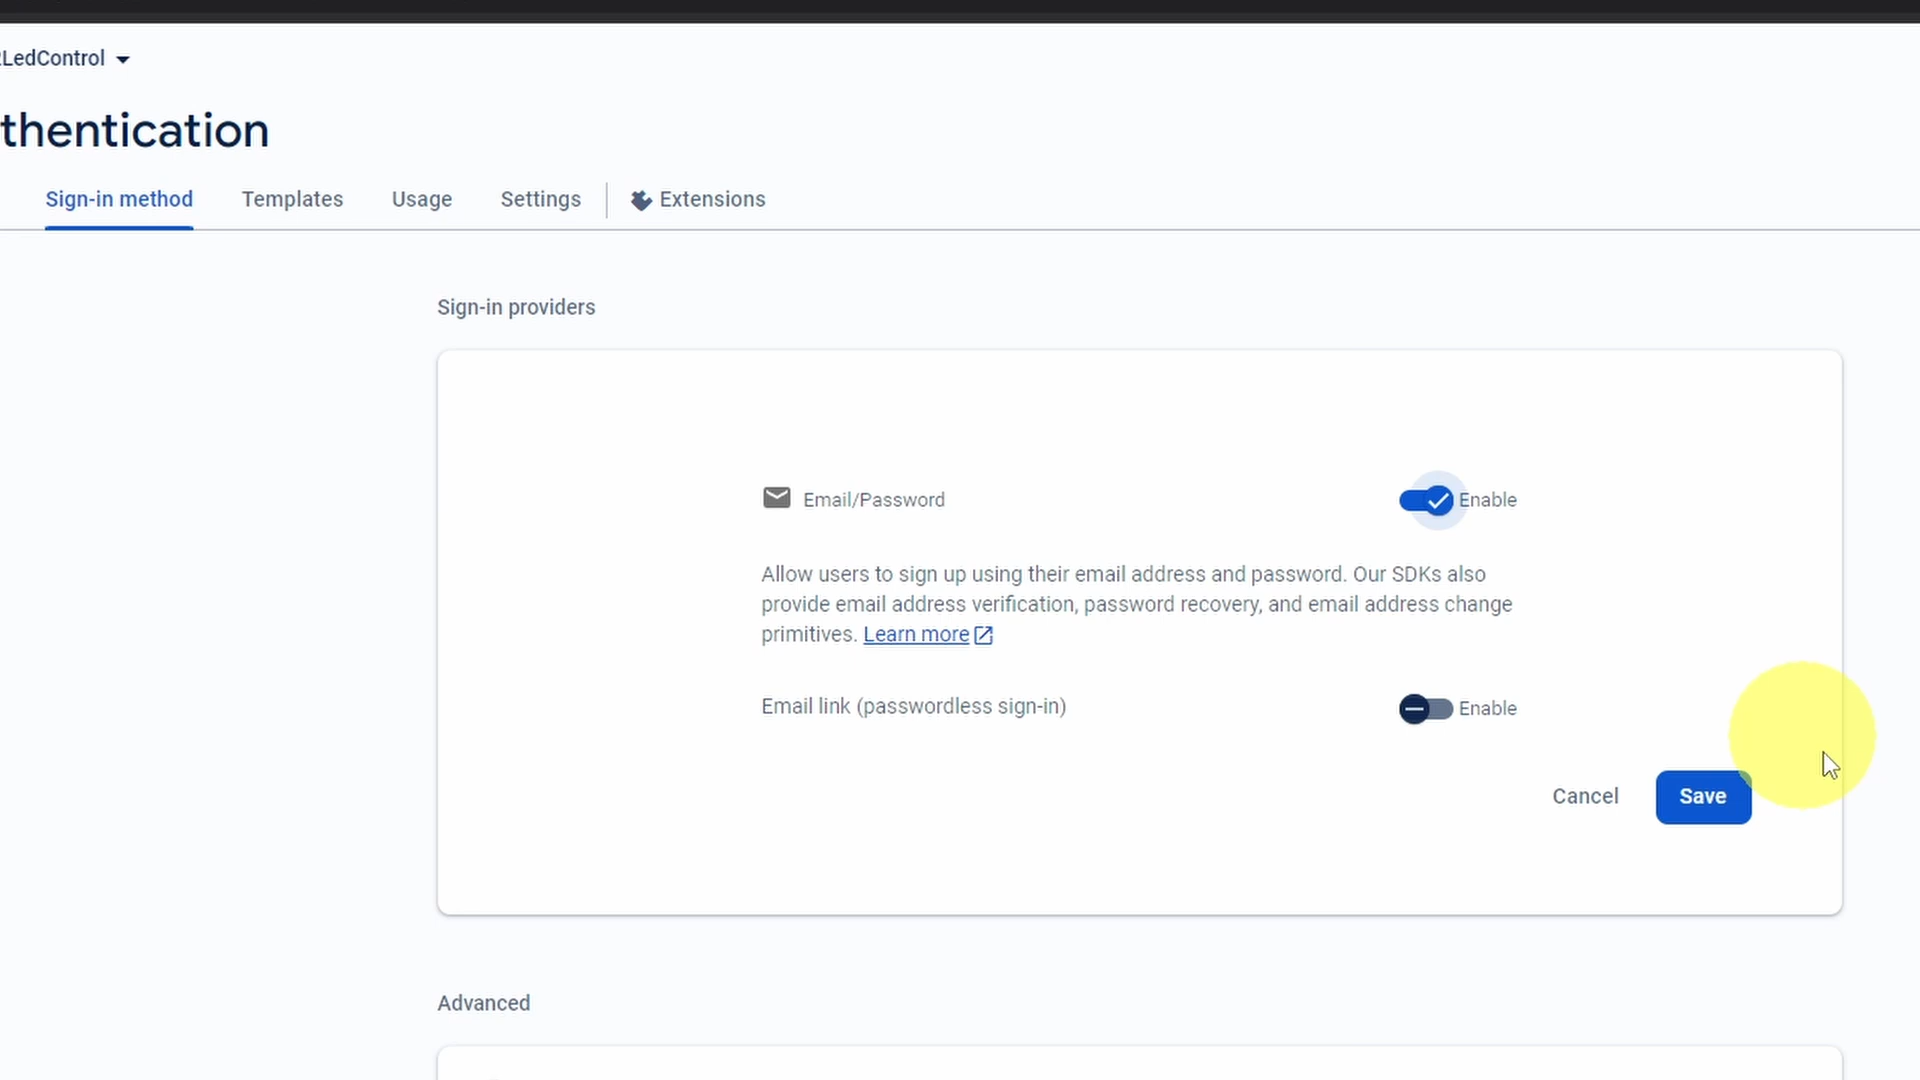 LedControl
thentication
Sign-in method
Templates
Usage
Settings
Extensions
Sign-in providers
Email/Password
Enable
Allow users to sign up using their email address and password. Our SDKs also
provide email address verification, password recovery, and email address change
primitives. Learn more
Email link (passwordless sign-in)
Enable
Cancel
Save
Advanced